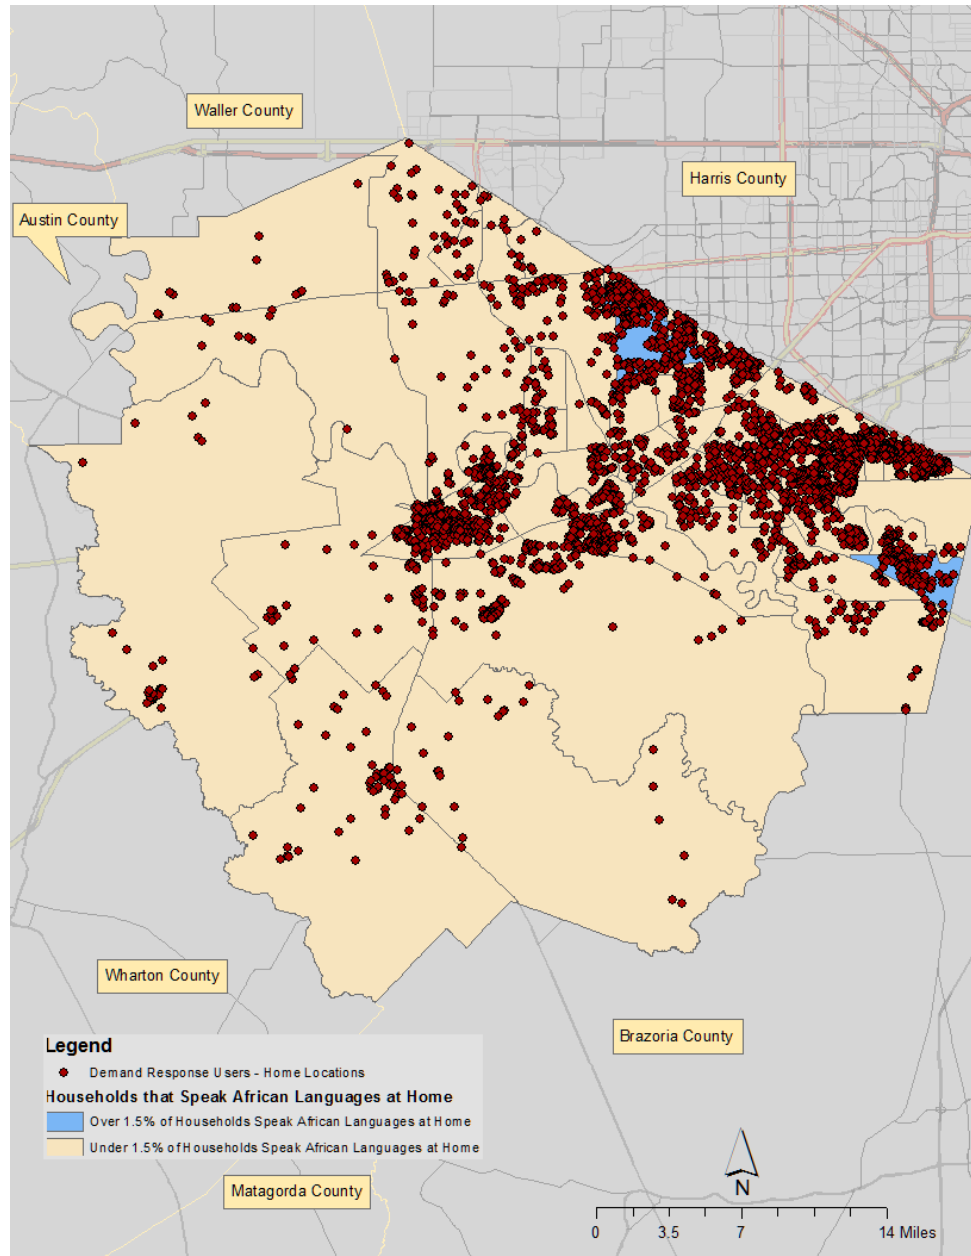 Waller County
Harris County
Austin County
Wharton County
Brazoria County
Legend
Demand Response Users - Home Locations
Households that Speak African Languages at Home
Over 1.5% of Households Speak African Languages at Home
Under 1.5% of Households Speak African Languages at Home
Matagorda County
N
0 3.5 7 14 Miles